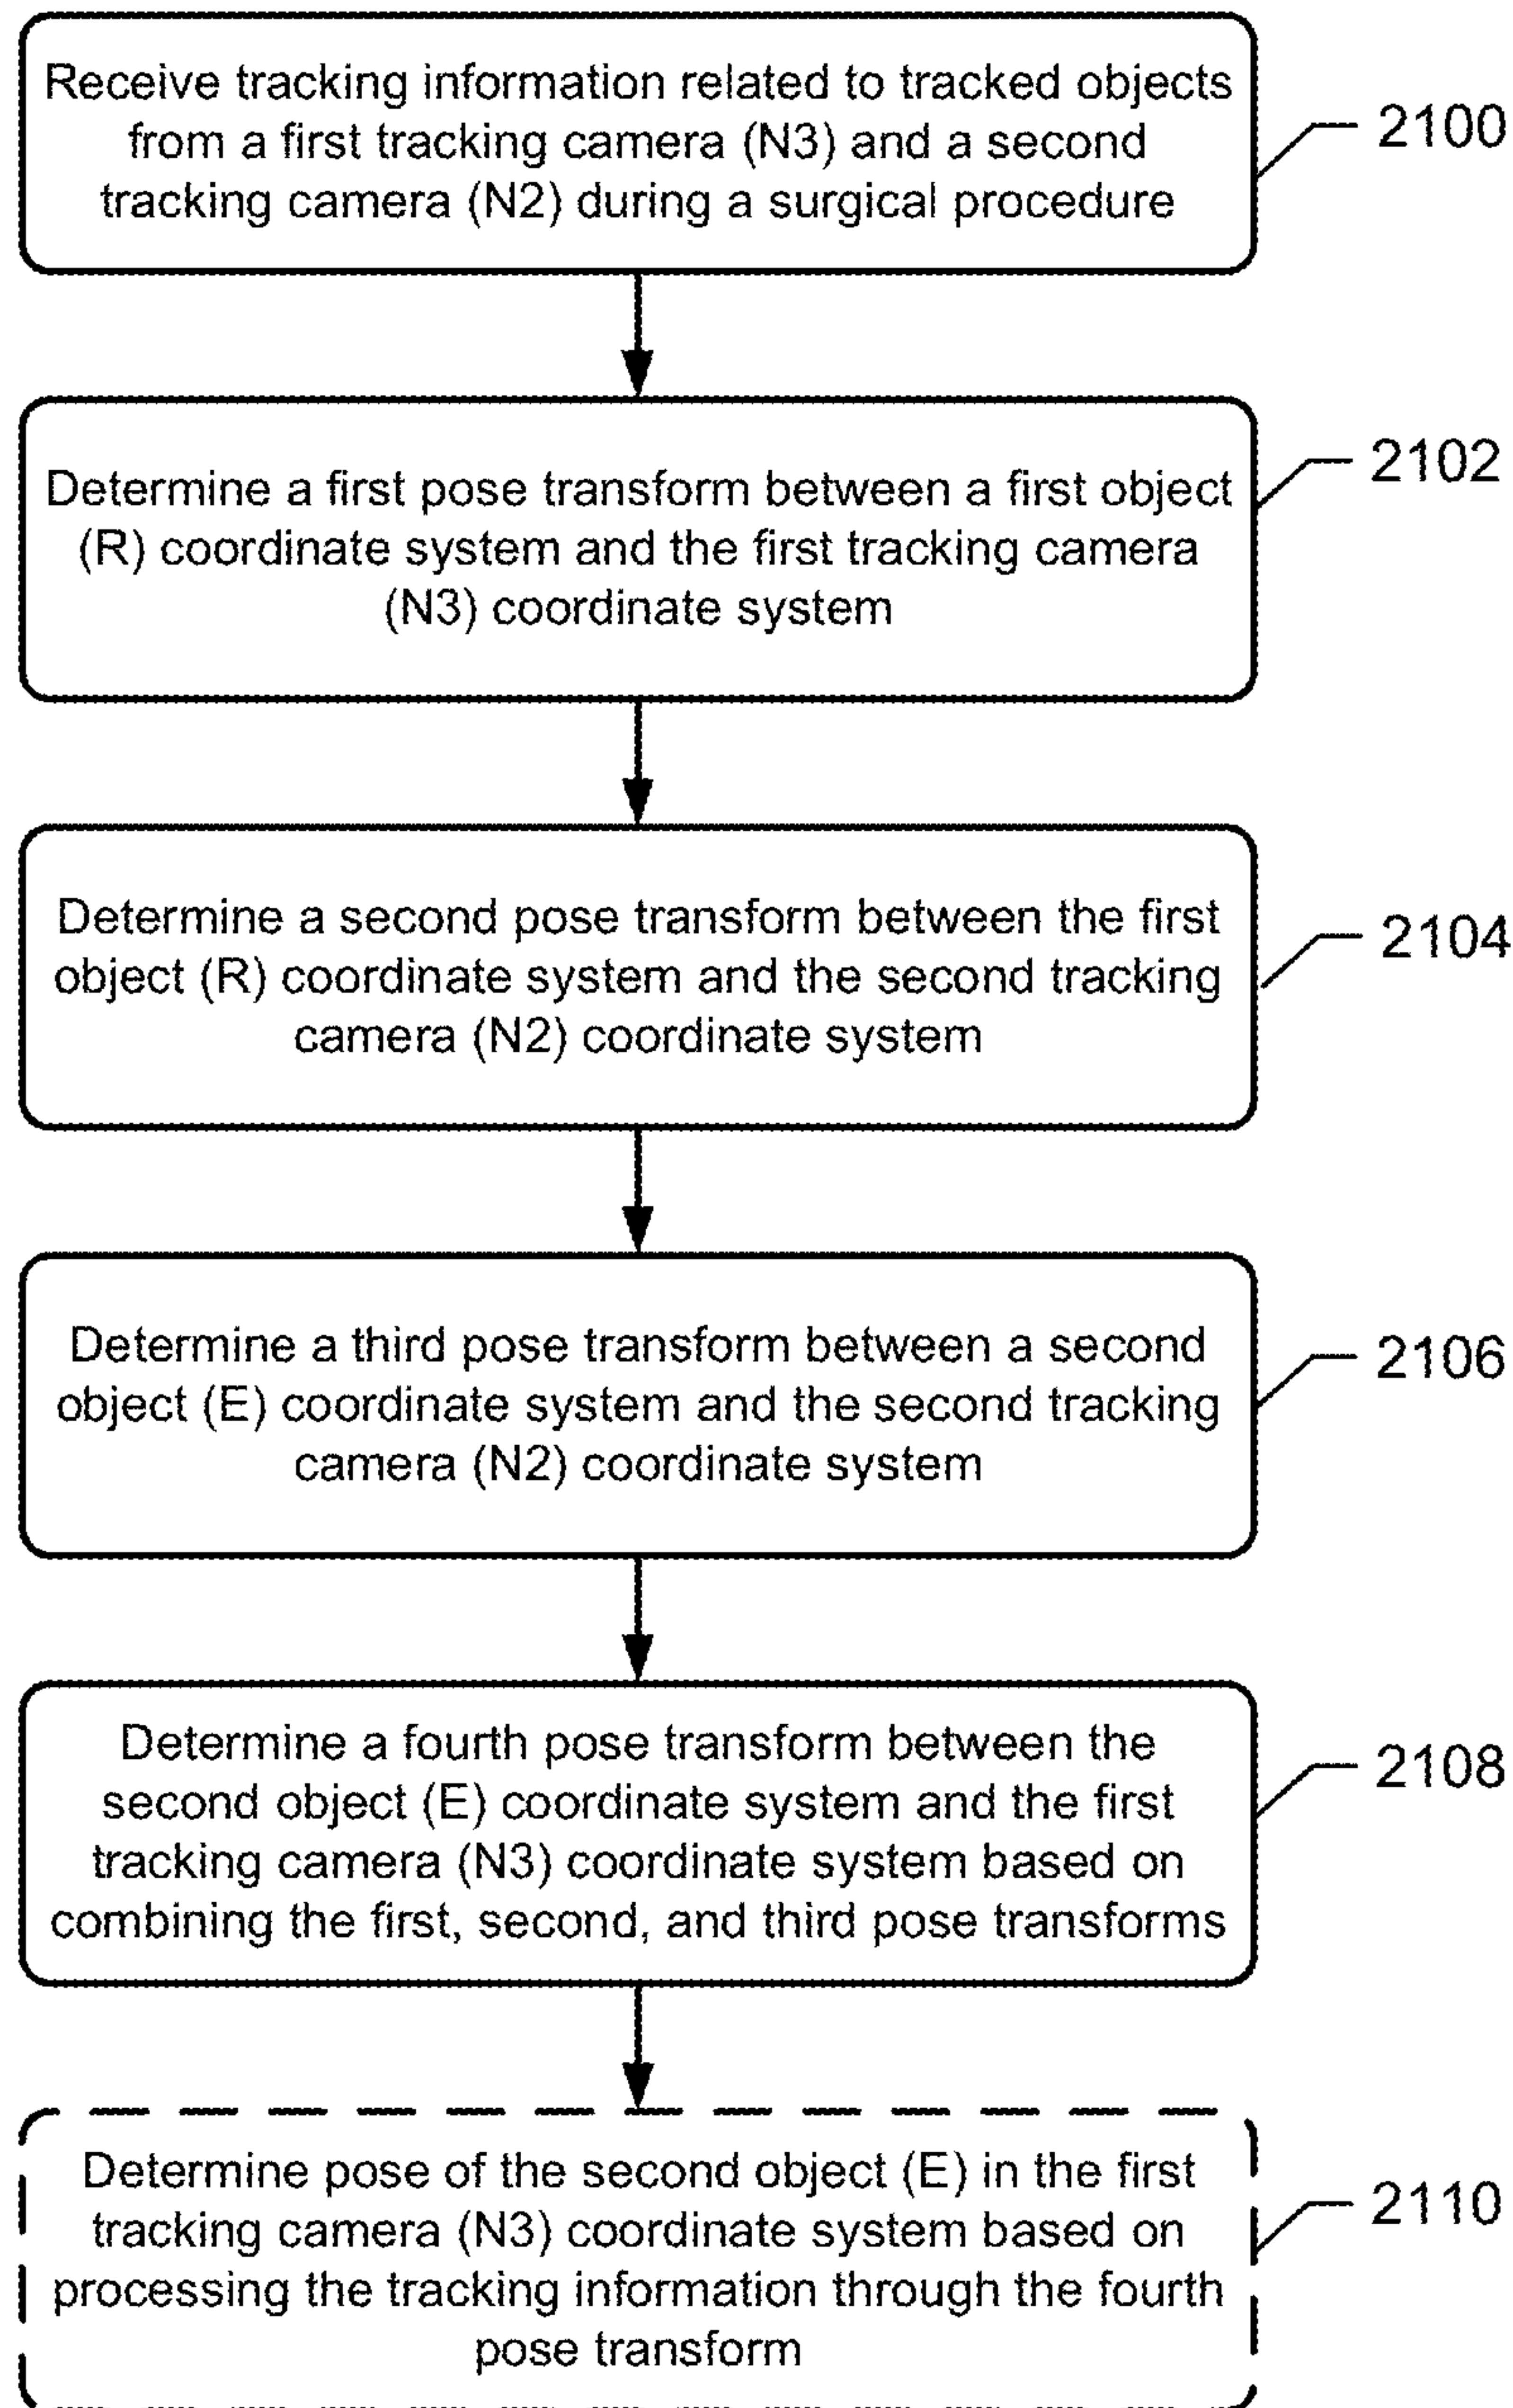 Receive tracking information related to tracked objects
from a first tracking camera (N3) and a second
tracking camera (N2) during a surgical procedure
2100
Determine a first pose transform between a first object
(R) coordinate system and the first tracking camera
(N3) coordinate system
2102
Determine a second pose transform between the first
object (R) coordinate system and the second tracking
camera (N2) coordinate system
2104
Determine a third pose transform between a second
object (E) coordinate system and the second tracking
camera (N2) coordinate system
2106
Determine a fourth pose transform between the
second object (E) coordinate system and the first
tracking camera (N3) coordinate system based on
combining the first, second, and third pose transforms
2108
Determine pose of the second object (E) in the first
tracking camera (N3) coordinate system based on
processing the tracking information through the fourth
pose transform
2110